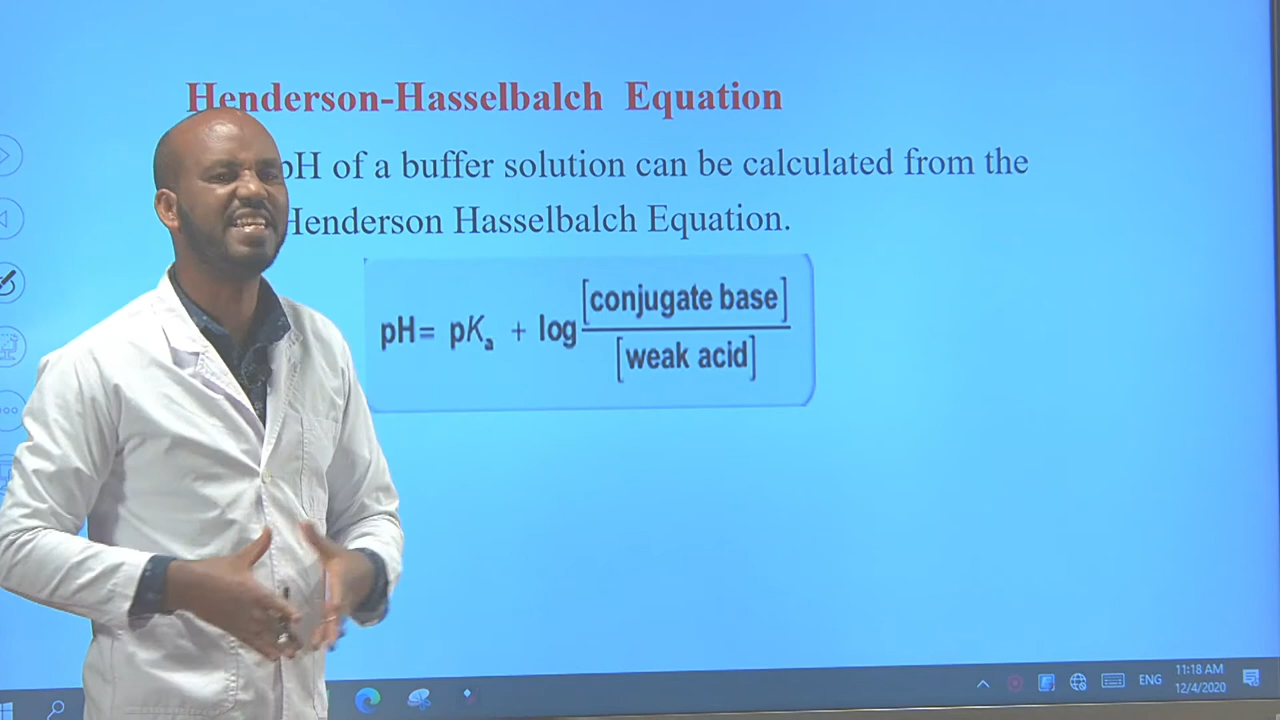 Henderson-Hasselbalch Equation
pH of a buffer solution can be calculated from the
Henderson Hasselbalch Equation.
pH= pKa + log [conjugate base]
[weak acid]
ENG
11:18 AM
12/4/2020